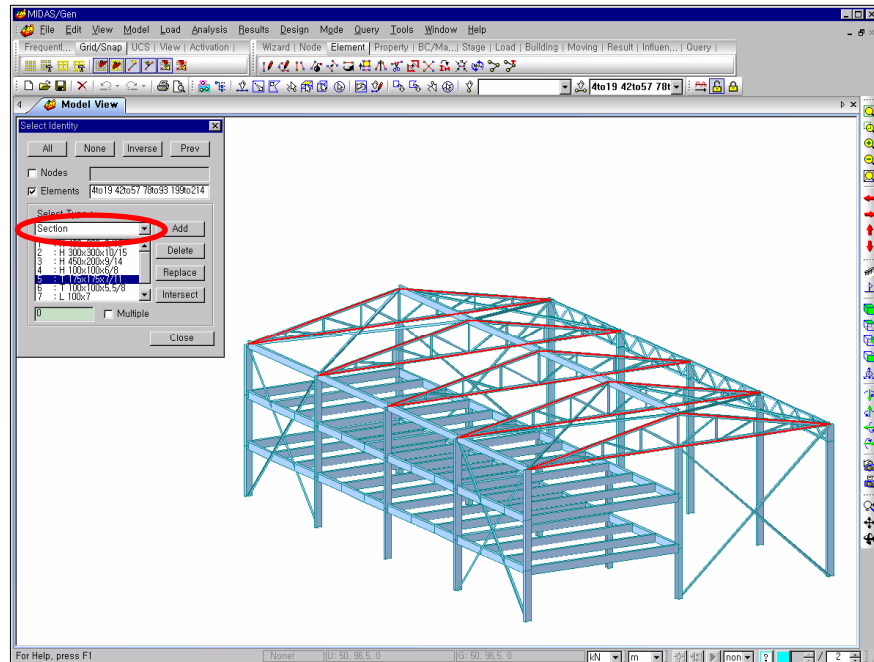 MIDAS/Gen
File Edit View Model Load Analysis Results Design Mode Query Tools Window Help
Frequentl... Grid/Snap UCS View Activation Wizard Node Element Property BC/Ma... Stage Load Building Moving Result Influen... Query
4to19 42to57 78t
Model View
Select Identity
All None Inverse Prev
Nodes
Elements 4to19 42to57 78to93 199to214
Select Type :
Section Add
2 : H 300x300x10/15
3 : H 450x200x9/14 Delete
4 : H 100x100x6/8
5 : T 175x175x7/11 Replace
6 : T 100x100x5,5/8
7 : L 100x7 Intersect
0 Multiple
Close
For Help, press F1 None! U: 50, 96,5, 0 G: 50, 96,5, 0 kN m non ? / 2